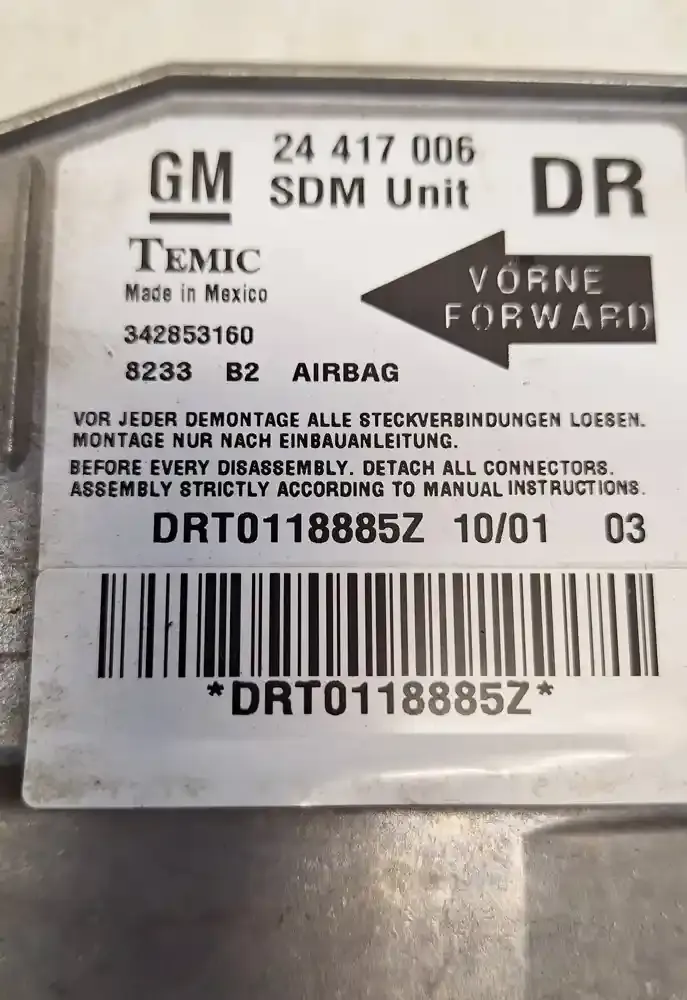 GM
24 417 006
SDM Unit
DR
TEMIC
Made in Mexico
VORNE
FORWARD
342853160
8233 B2 AIRBAG
VOR JEDER DEMONTAGE ALLE STECKVERBINDUNGEN LOESEN.
MONTAGE NUR NACH EINBAUANLEITUNG.
BEFORE EVERY DISASSEMBLY. DETACH ALL CONNECTORS.
ASSEMBLY STRICTLY ACCORDING TO MANUAL INSTRUCTIONS.
DRT0118885Z 10/01 03
*DRT0118885Z*